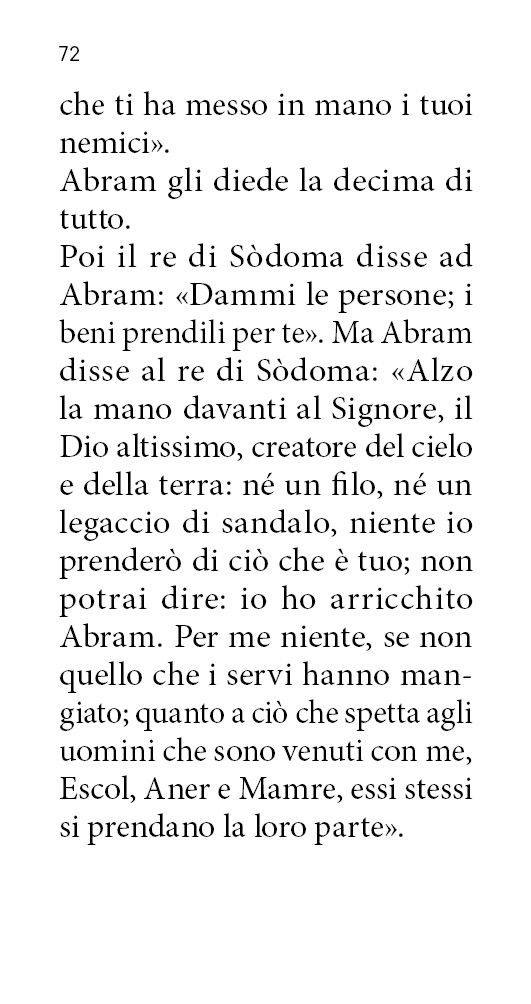 72
che ti ha messo in mano i tuoi
nemici».
Abram gli diede la decima di
tutto.
Poi il re di Sòdoma disse ad
Abram: «Dammi le persone; i
beni prendili per te». Ma Abram
disse al re di Sòdoma: «Alzo
la mano davanti al Signore, il
Dio altissimo, creatore del cielo
e della terra: né un filo, né un
legaccio di sandalo, niente io
prenderò di ciò che è tuo; non
potrai dire: io ho arricchito
Abram. Per me niente, se non
quello che i servi hanno man-
giato; quanto a ciò che spetta agli
uomini che sono venuti con me,
Escol, Aner e Mamre, essi stessi
si prendano la loro parte».